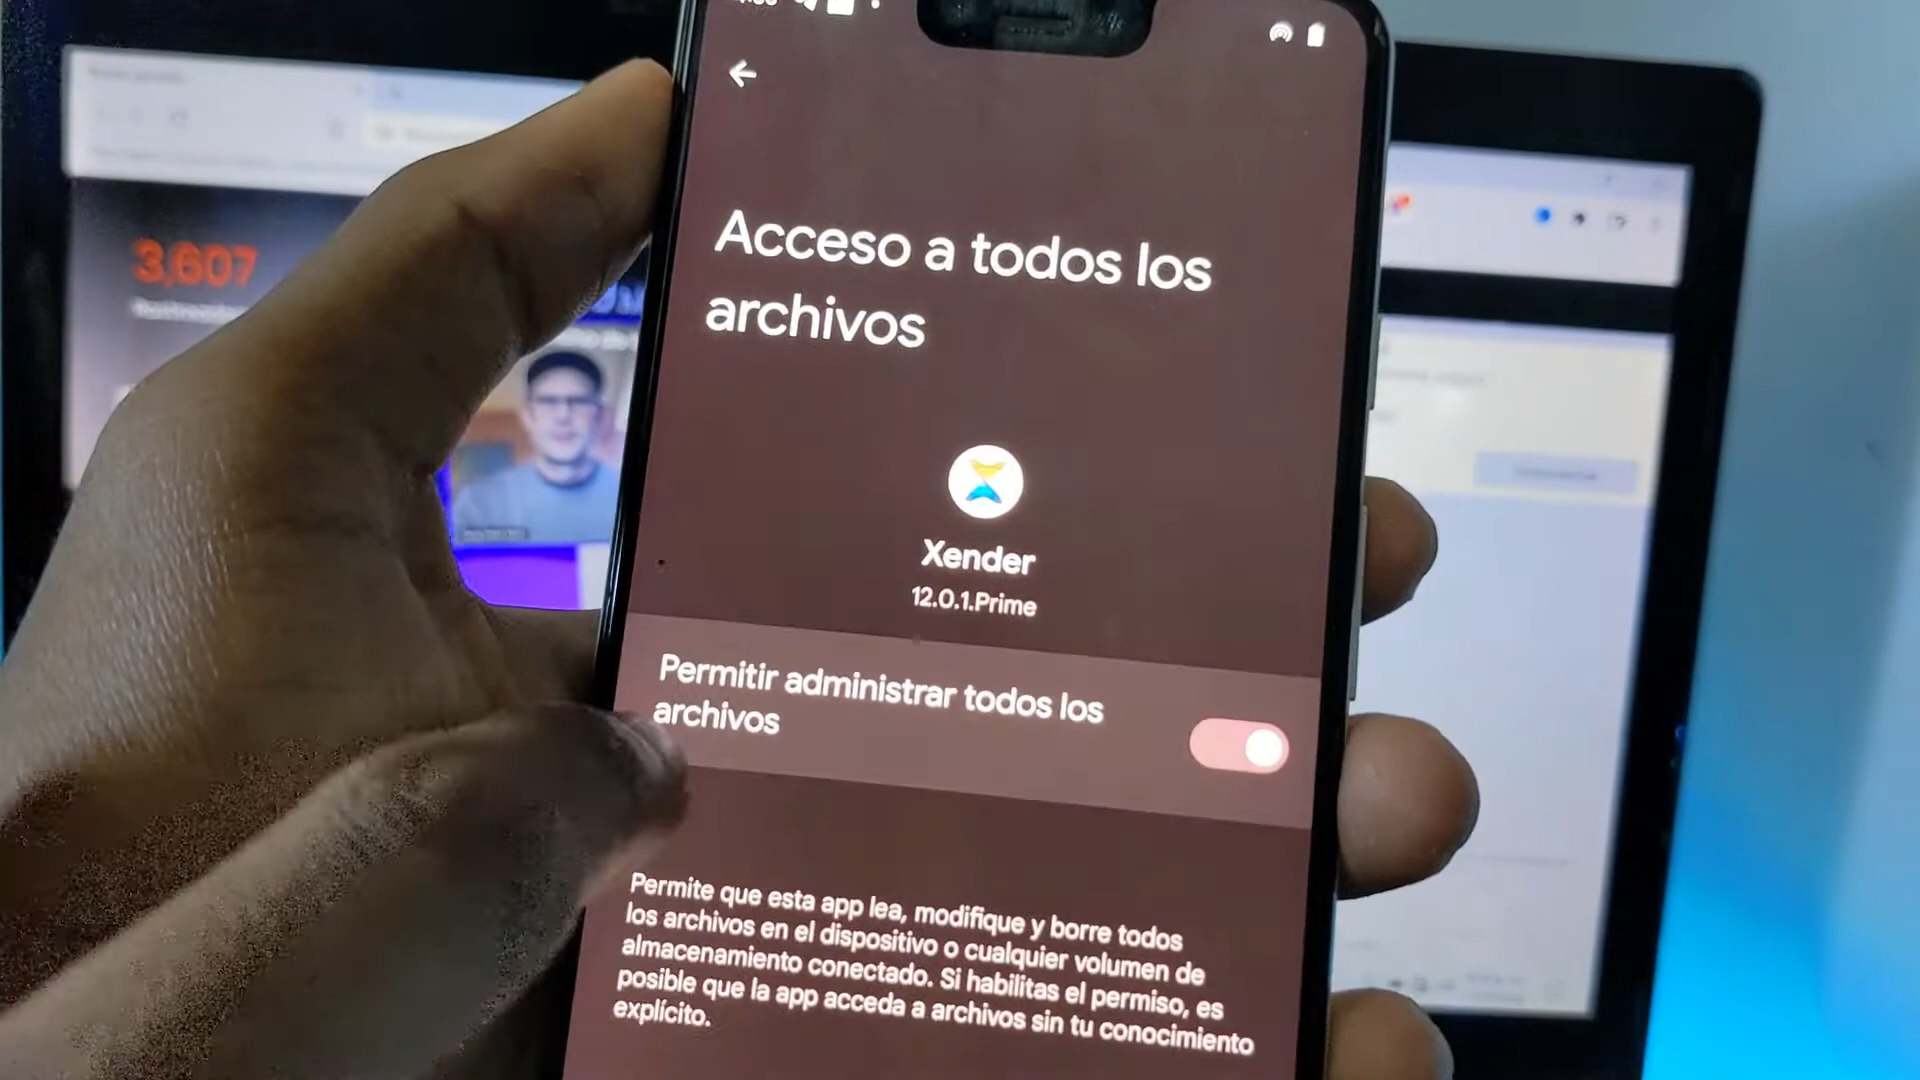 Acceso a todos los
archivos
Xender
12.0.1.Prime
Permitir administrar todos los
archivos
Permite que esta app lea, modifique y borre todos
los archivos en el dispositivo o cualquier volumen de
almacenamiento conectado. Si habilitas el permiso, es
posible que la app acceda a archivos sin tu conocimiento
explícito.
3,607